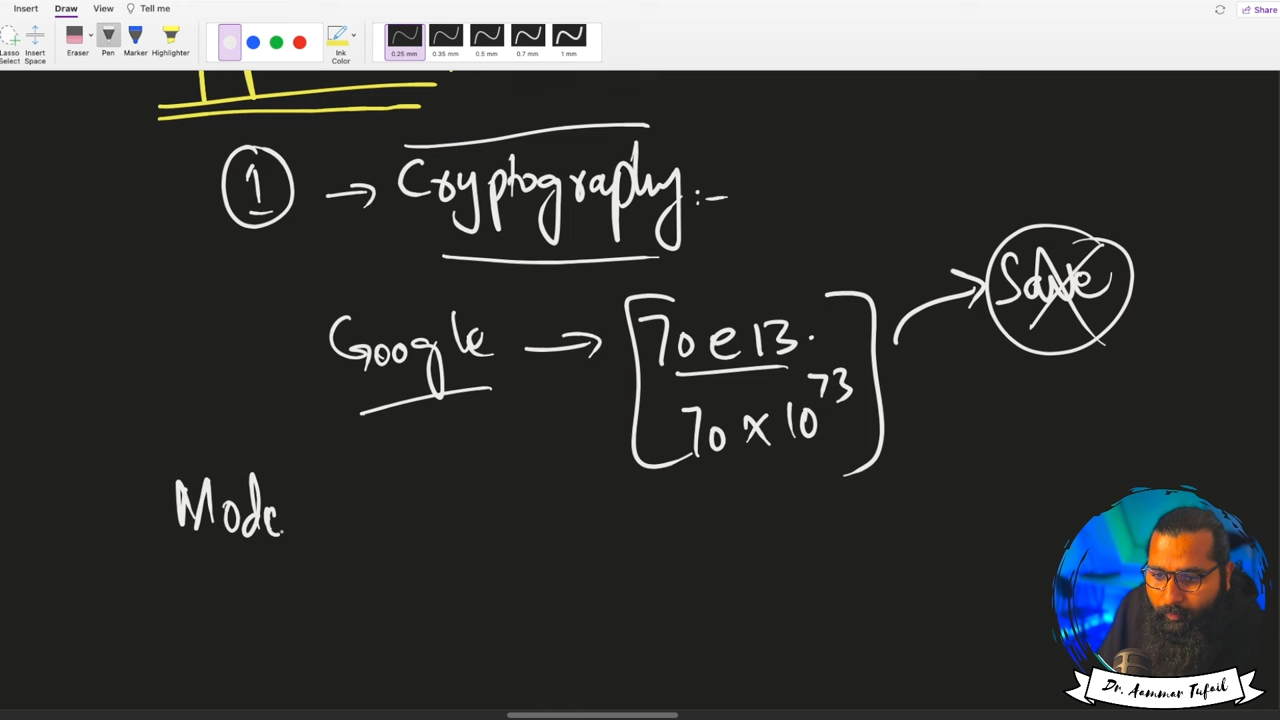 Insert Draw View Tell me Share
Lasso Select Insert Space Eraser Pen Marker Highlighter Ink Color 0.25 mm 0.35 mm 0.5 mm 0.7 mm 1 mm
1 → Cryptography :-
Save
Google → [70e13.
70 x 10^73]
Mode
Dr. Aammar Tufail